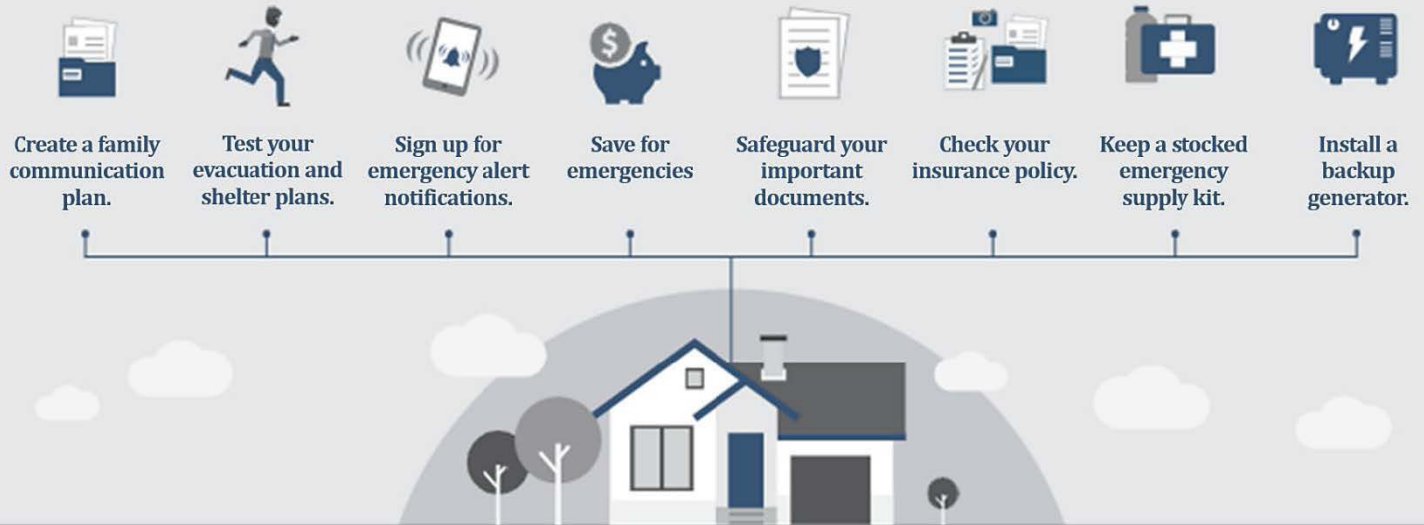 Create a family
communication
plan.
Test your
evacuation and
shelter plans.
Sign up for
emergency alert
notifications.
Save for
emergencies
Safeguard your
important
documents.
Check your
insurance policy.
Keep a stocked
emergency
supply kit.
Install a
backup
generator.